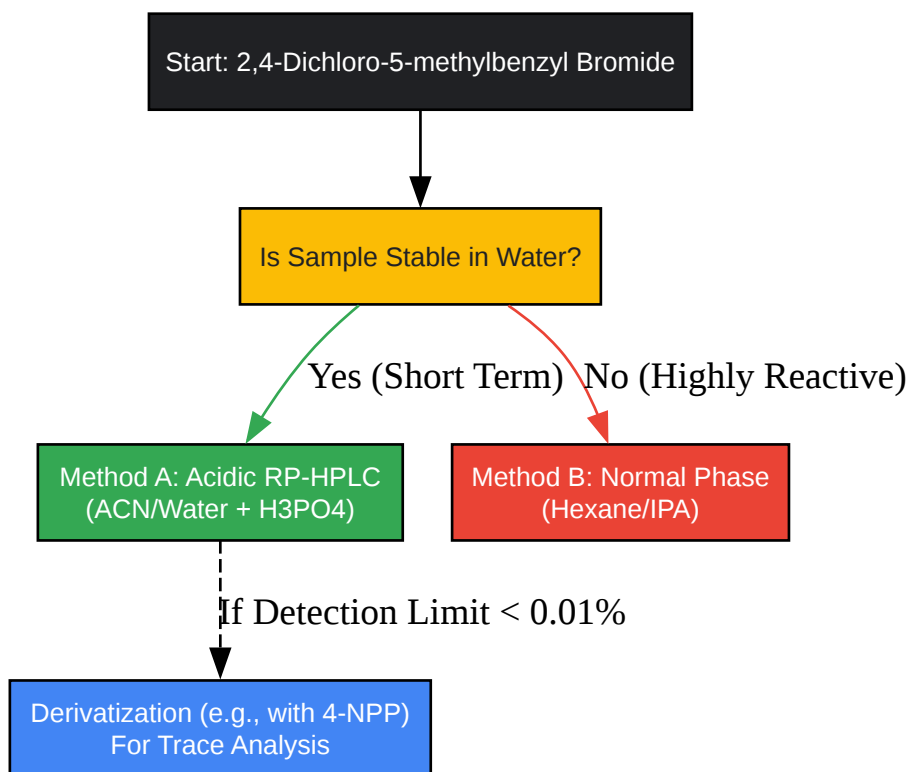 Start: 2,4-Dichloro-5-methylbenzyl Bromide
Is Sample Stable in Water?
Yes (Short Term)
No (Highly Reactive)
Method A: Acidic RP-HPLC
(ACN/Water + H3PO4)
Method B: Normal Phase
(Hexane/IPA)
If Detection Limit < 0.01%
Derivatization (e.g., with 4-NPP)
For Trace Analysis